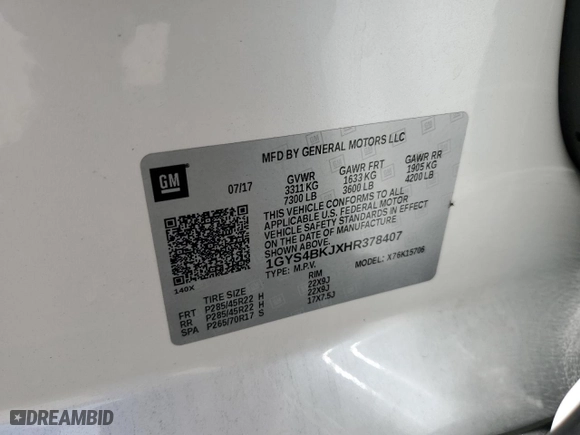 MFD BY GENERAL MOTORS LLC
GM
07/17
GVWR GAWR FRT GAWR RR
3311 KG 1633 KG 1905 KG
7300 LB 3600 LB 4200 LB
THIS VEHICLE CONFORMS TO ALL
APPLICABLE U.S. FEDERAL MOTOR
VEHICLE SAFETY STANDARDS IN EFFECT
ON THE DATE OF MANUFACTURE
SHOWN ABOVE.
1GYS4BKJXHR378407
TYPE: M.P.V. MODEL: X76K15706
140X
TIRE SIZE RIM
FRT P285/45R22 H 22X9J
RR P285/45R22 H 22X9J
SPA P265/70R17 S 17X7.5J
DREAMBID